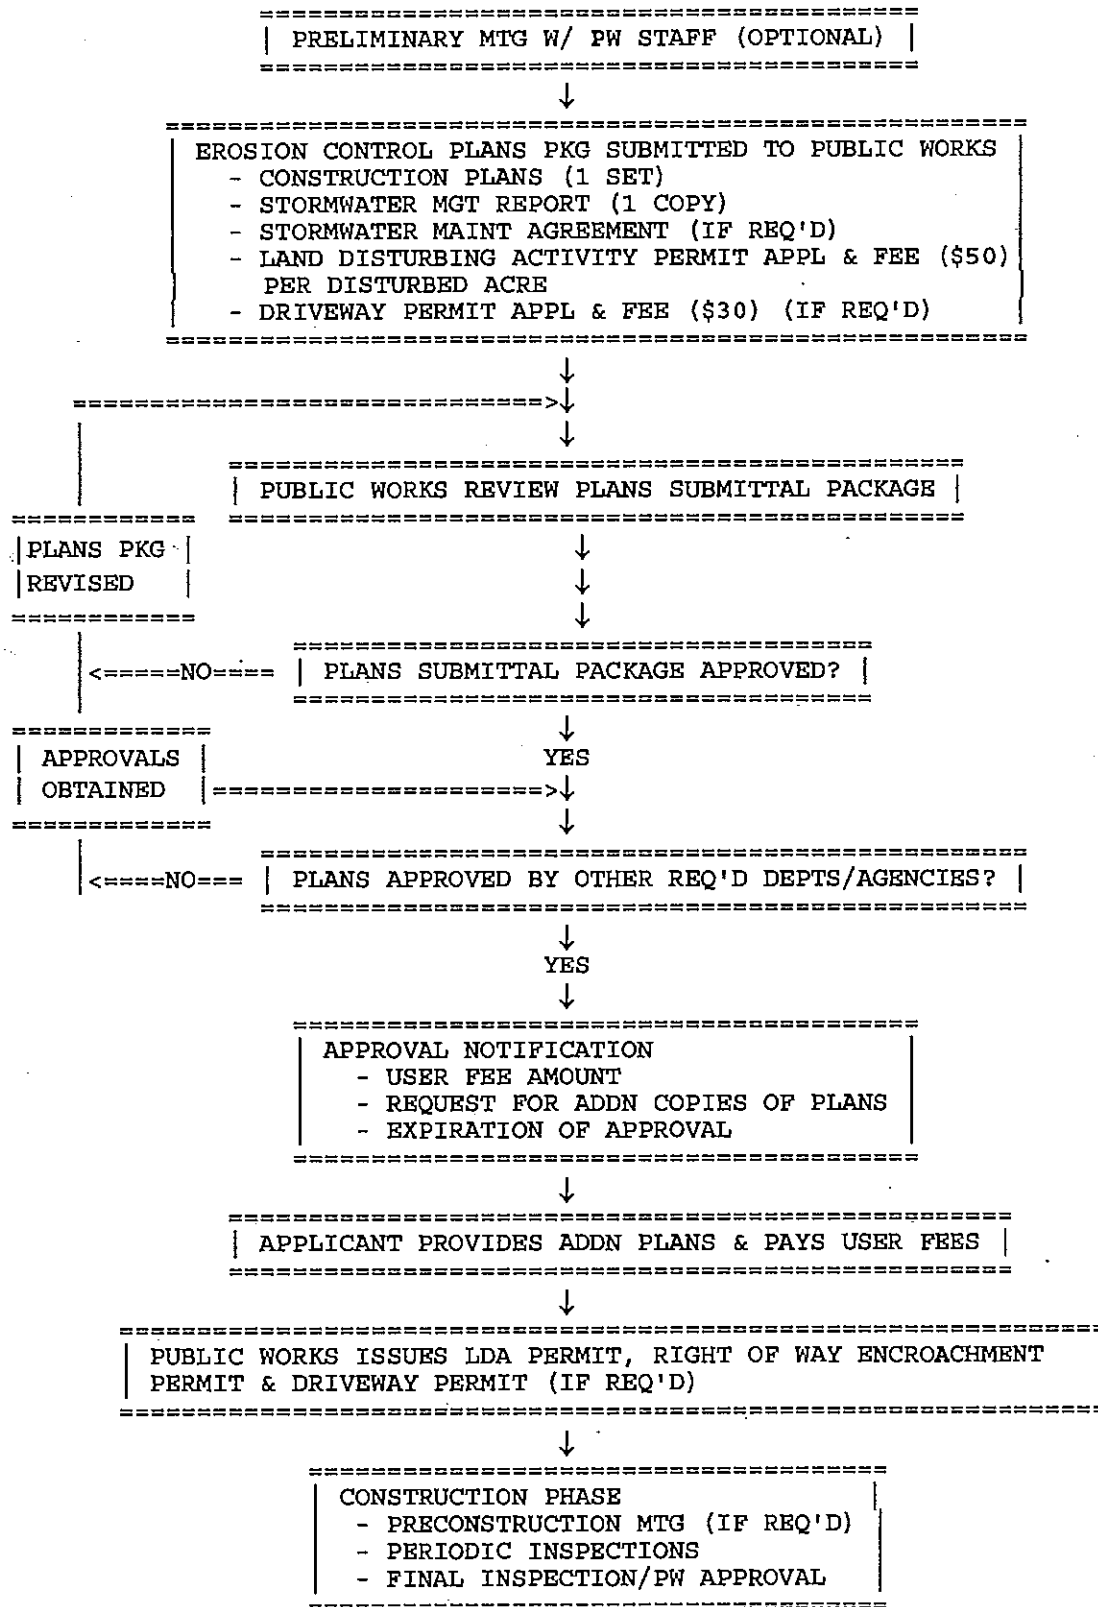 PRELIMINARY MTG W/ PW STAFF (OPTIONAL)
EROSION CONTROL PLANS PKG SUBMITTED TO PUBLIC WORKS
- CONSTRUCTION PLANS (1 SET)
- STORMWATER MGT REPORT (1 COPY)
- STORMWATER MAINT AGREEMENT (IF REQ'D)
- LAND DISTURBING ACTIVITY PERMIT APPL & FEE ($50)
PER DISTURBED ACRE
- DRIVEWAY PERMIT APPL & FEE ($30) (IF REQ'D)
PUBLIC WORKS REVIEW PLANS SUBMITTAL PACKAGE
PLANS PKG
REVISED
NO
PLANS SUBMITTAL PACKAGE APPROVED?
YES
APPROVALS
OBTAINED
NO
PLANS APPROVED BY OTHER REQ'D DEPTS/AGENCIES?
YES
APPROVAL NOTIFICATION
- USER FEE AMOUNT
- REQUEST FOR ADDN COPIES OF PLANS
- EXPIRATION OF APPROVAL
APPLICANT PROVIDES ADDN PLANS & PAYS USER FEES
PUBLIC WORKS ISSUES LDA PERMIT, RIGHT OF WAY ENCROACHMENT
PERMIT & DRIVEWAY PERMIT (IF REQ'D)
CONSTRUCTION PHASE
- PRECONSTRUCTION MTG (IF REQ'D)
- PERIODIC INSPECTIONS
- FINAL INSPECTION/PW APPROVAL